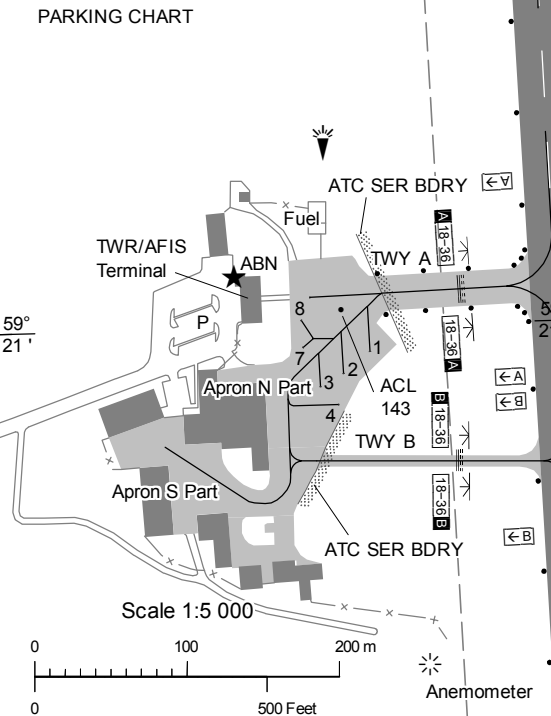 PARKING CHART
ATC SER BDRY
Fuel
←A
TWR/AFIS
Terminal
ABN
TWY A
A 18-36
59°
21 '
P
8
7
1
2
3
4
18-36 A
5
2
Apron N Part
ACL
143
←A
←B
B 18-36
TWY B
18-36 B
Apron S Part
ATC SER BDRY
←B
Scale 1:5 000
0 100 200 m
0 500 Feet
Anemometer